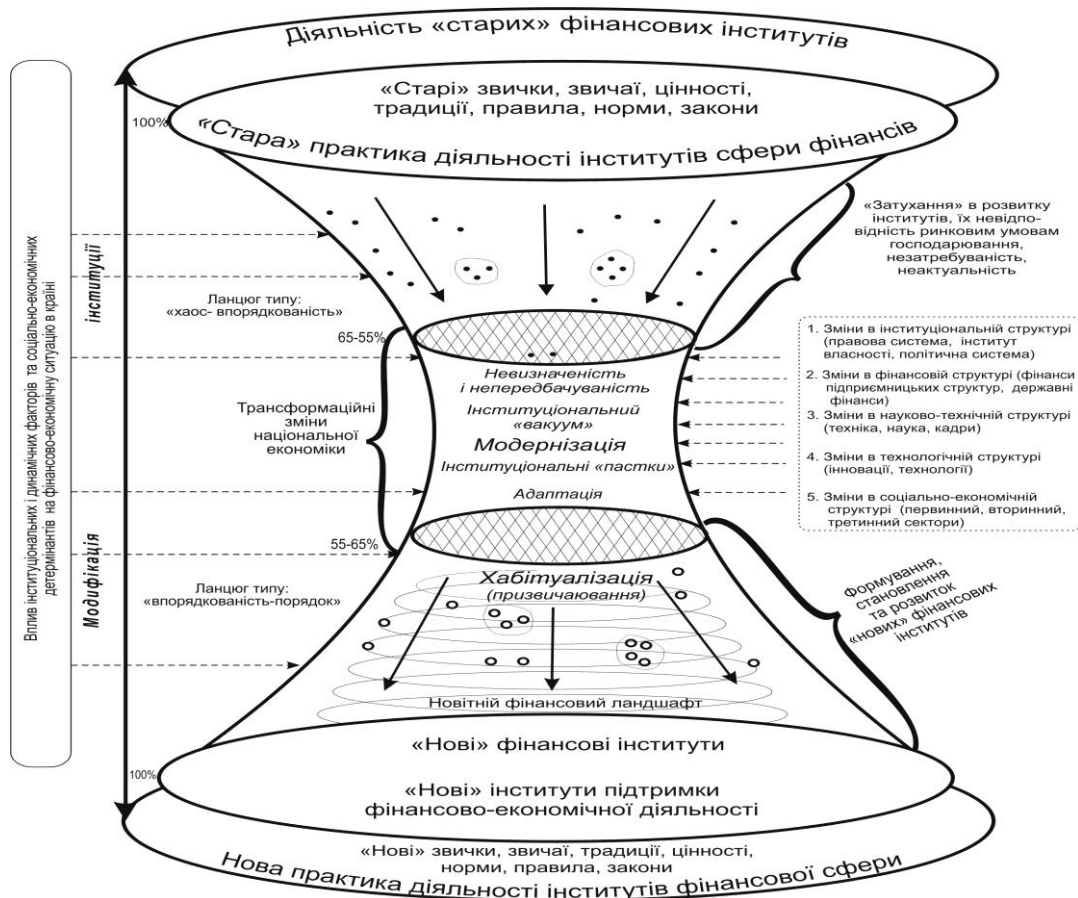 Діяльність «старих» фінансових інститутів
«Старі» звички, звичаї, цінності,
традиції, правила, норми, закони
«Стара» практика діяльності інститутів сфери фінансів
100%
Вплив інституціональних і динамічних факторів та соціально-економічних
детермінантів на фінансово-економічну ситуацію в країні
інституції
Модифікація
«Затухання» в розвитку
інститутів, їх невідпо-
відність ринковим умовам
господарювання,
незатребуваність,
неактуальність
Ланцюг типу:
«хаос- впорядкованість»
65-55%
Трансформаційні
зміни
національної
економіки
Невизначеність
і непередбачуваність
Інституціональний
«вакуум»
Модернізація
Інституціональні «пастки»
Адаптація
1. Зміни в інституціональній структурі
(правова система, інститут
власності, політична система)
2. Зміни в фінансовій структурі (фінанси
підприємницьких структур, державні
фінанси)
3. Зміни в науково-технічній структурі
(техніка, наука, кадри)
4. Зміни в технологічній структурі
(інновації, технології)
5. Зміни в соціально-економічній
структурі (первинний, вторинний,
третинний сектори)
55-65%
Ланцюг типу:
«впорядкованість-порядок»
Хабітуалізація
(призвичаювання)
Формування,
становлення
та розвиток
«нових» фінансових
інститутів
Новітній фінансовий ландшафт
«Нові» фінансові інститути
100%
«Нові» інститути підтримки
фінансово-економічної діяльності
«Нові» звички, звичаї, традиції, цінності,
норми, правила, закони
Нова практика діяльності інститутів фінансової сфери